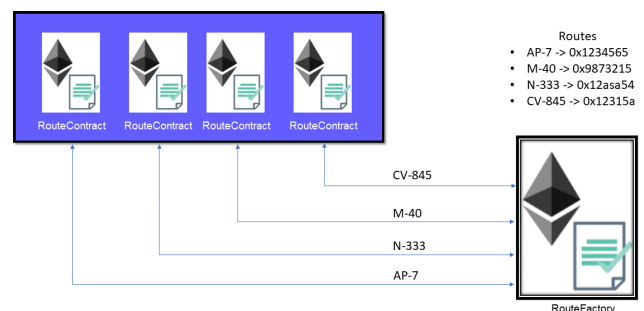 Routes
• AP-7 -> 0x1234565
• M-40 -> 0x9873215
• N-333 -> 0x12asa54
• CV-845 -> 0x12315a
RouteContract RouteContract RouteContract RouteContract
CV-845
M-40
N-333
AP-7
RouteFactory